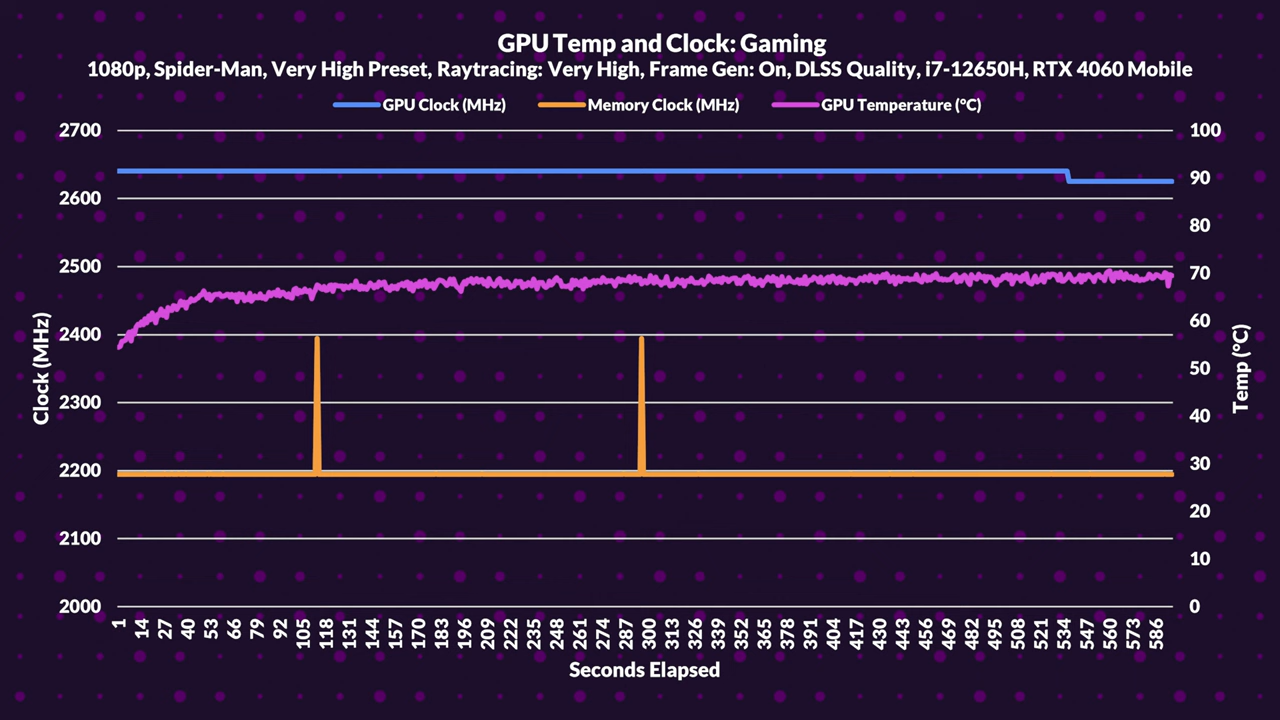 GPU Temp and Clock: Gaming
1080p, Spider-Man, Very High Preset, Raytracing: Very High, Frame Gen: On, DLSS Quality, i7-12650H, RTX 4060 Mobile
GPU Clock (MHz) Memory Clock (MHz) GPU Temperature (°C)
2700 100
90
2600
80
2500
70
2400
60
50
2300
40
2200
30
20
2100
10
2000 0
Clock (MHz)
Temp (°C)
1 14 27 40 53 66 79 92 105 118 131 144 157 170 183 196 209 222 235 248 261 274 287 300 313 326 339 352 365 378 391 404 417 430 443 456 469 482 495 508 521 534 547 560 573 586
Seconds Elapsed